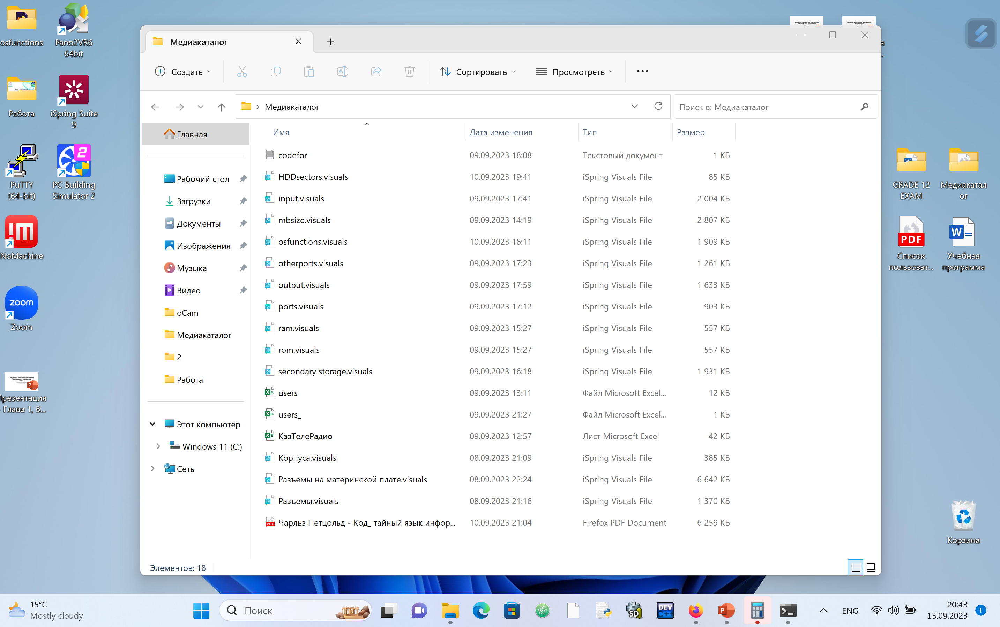 osfunctions
Pano2VR6
64bit
Работа
iSpring Suite
9
PuTTY
(64-bit)
PC Building
Simulator 2
NoMachine
zoom
Zoom
Презентация
- Глава 1, В...
Медиакаталог
Создать
Сортировать
Просмотреть
Медиакаталог
Поиск в: Медиакаталог
Главная
Рабочий стол
Загрузки
Документы
Изображения
Музыка
Видео
oCam
Медиакаталог
2
Работа
Этот компьютер
Windows 11 (C:)
Сеть
Имя Дата изменения Тип Размер
codefor 09.09.2023 18:08 Текстовый документ 1 КБ
HDDsectors.visuals 10.09.2023 19:41 iSpring Visuals File 85 КБ
input.visuals 09.09.2023 17:41 iSpring Visuals File 2 004 КБ
mbsize.visuals 09.09.2023 14:19 iSpring Visuals File 2 807 КБ
osfunctions.visuals 10.09.2023 18:11 iSpring Visuals File 1 909 КБ
otherports.visuals 09.09.2023 17:23 iSpring Visuals File 1 261 КБ
output.visuals 09.09.2023 17:59 iSpring Visuals File 1 633 КБ
ports.visuals 09.09.2023 17:12 iSpring Visuals File 903 КБ
ram.visuals 09.09.2023 15:27 iSpring Visuals File 557 КБ
rom.visuals 09.09.2023 15:27 iSpring Visuals File 557 КБ
secondary storage.visuals 09.09.2023 16:18 iSpring Visuals File 1 931 КБ
users 09.09.2023 13:11 Файл Microsoft Excel... 12 КБ
users_ 09.09.2023 21:27 Файл Microsoft Excel... 1 КБ
КазТелеРадио 09.09.2023 12:57 Лист Microsoft Excel 42 КБ
Корпуса.visuals 08.09.2023 21:09 iSpring Visuals File 385 КБ
Разъемы на материнской плате.visuals 08.09.2023 22:24 iSpring Visuals File 6 642 КБ
Разъемы.visuals 08.09.2023 21:16 iSpring Visuals File 1 370 КБ
Чарльз Петцольд - Код_ тайный язык инфор... 10.09.2023 21:04 Firefox PDF Document 6 259 КБ
Элементов: 18
GRADE 12
EXAM
Медиакатал
ог
PDF
Список
пользоват...
W
Учебная
программа
Корзина
15°C
Mostly cloudy
Поиск
SD
DEV
C++
P
ENG
20:43
13.09.2023
1